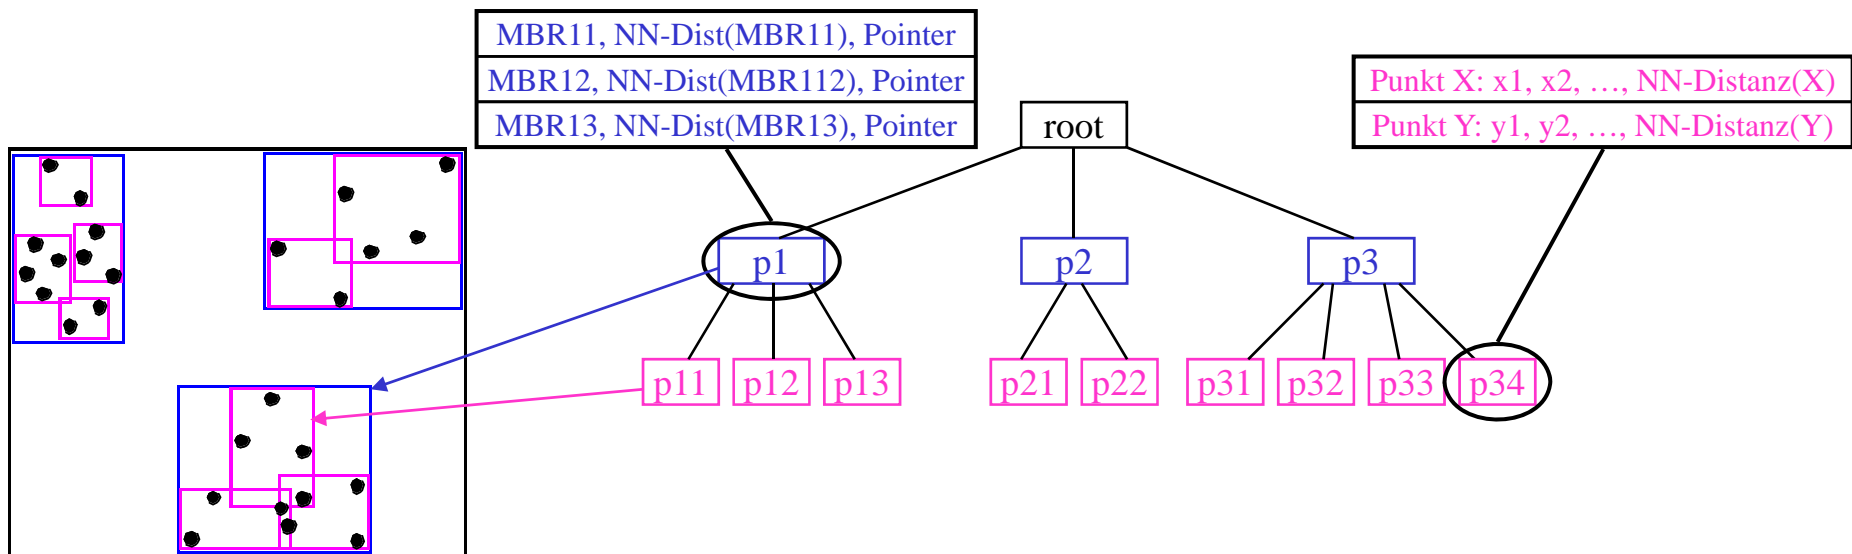 MBR11, NN-Dist(MBR11), Pointer
MBR12, NN-Dist(MBR112), Pointer
MBR13, NN-Dist(MBR13), Pointer
Punkt X: x1, x2, …, NN-Distanz(X)
Punkt Y: y1, y2, …, NN-Distanz(Y)
root
p1
p2
p3
p11
p12
p13
p21
p22
p31
p32
p33
p34